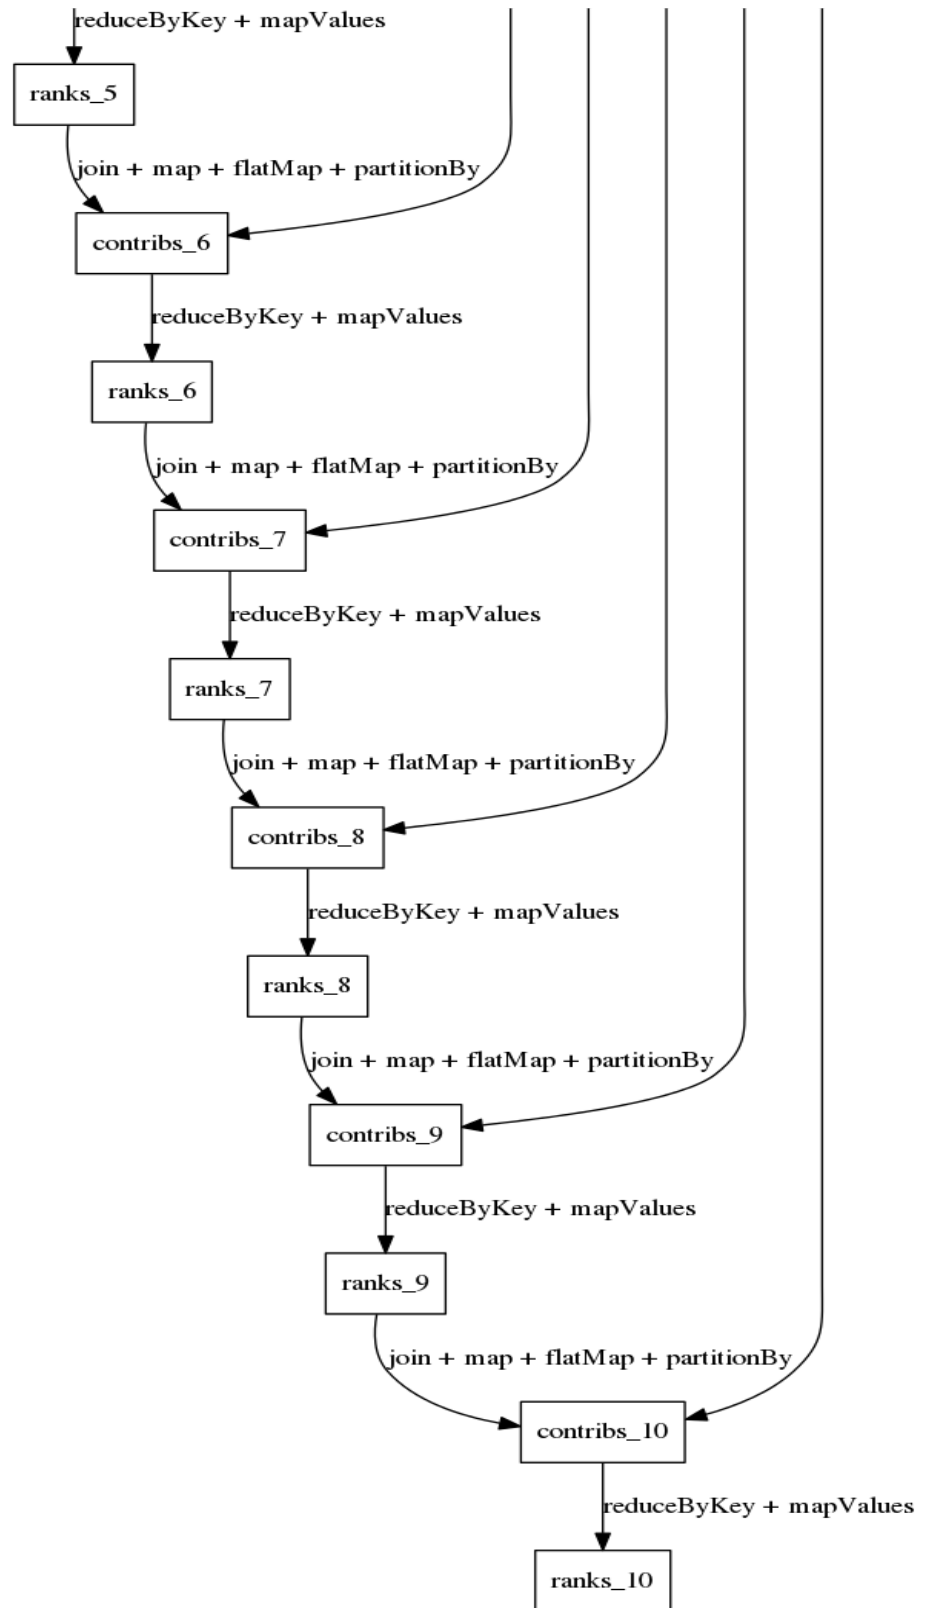 reduceByKey + mapValues
ranks_5
join + map + flatMap + partitionBy
contribs_6
reduceByKey + mapValues
ranks_6
join + map + flatMap + partitionBy
contribs_7
reduceByKey + mapValues
ranks_7
join + map + flatMap + partitionBy
contribs_8
reduceByKey + mapValues
ranks_8
join + map + flatMap + partitionBy
contribs_9
reduceByKey + mapValues
ranks_9
join + map + flatMap + partitionBy
contribs_10
reduceByKey + mapValues
ranks_10